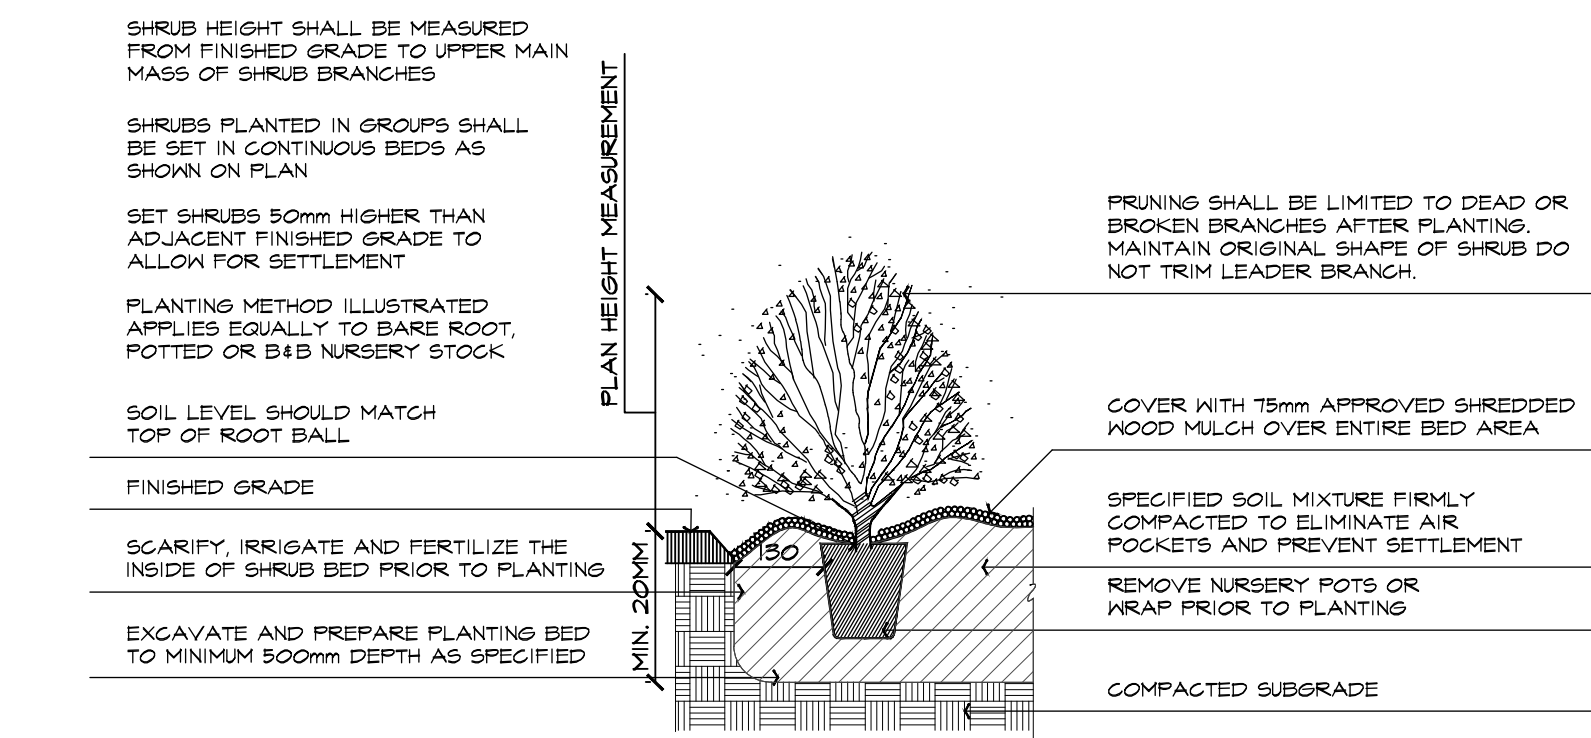 SHRUB HEIGHT SHALL BE MEASURED
FROM FINISHED GRADE TO UPPER MAIN
MASS OF SHRUB BRANCHES
SHRUBS PLANTED IN GROUPS SHALL
BE SET IN CONTINUOUS BEDS AS
SHOWN ON PLAN
SET SHRUBS 50mm HIGHER THAN
ADJACENT FINISHED GRADE TO
ALLOW FOR SETTLEMENT
PLANTING METHOD ILLUSTRATED
APPLIES EQUALLY TO BARE ROOT,
POTTED OR B&B NURSERY STOCK
SOIL LEVEL SHOULD MATCH
TOP OF ROOT BALL
FINISHED GRADE
SCARIFY, IRRIGATE AND FERTILIZE THE
INSIDE OF SHRUB BED PRIOR TO PLANTING
EXCAVATE AND PREPARE PLANTING BED
TO MINIMUM 500mm DEPTH AS SPECIFIED
PLAN HEIGHT MEASUREMENT
MIN. 20MM
130
PRUNING SHALL BE LIMITED TO DEAD OR
BROKEN BRANCHES AFTER PLANTING.
MAINTAIN ORIGINAL SHAPE OF SHRUB DO
NOT TRIM LEADER BRANCH.
COVER WITH 75mm APPROVED SHREDDED
WOOD MULCH OVER ENTIRE BED AREA
SPECIFIED SOIL MIXTURE FIRMLY
COMPACTED TO ELIMINATE AIR
POCKETS AND PREVENT SETTLEMENT
REMOVE NURSERY POTS OR
WRAP PRIOR TO PLANTING
COMPACTED SUBGRADE